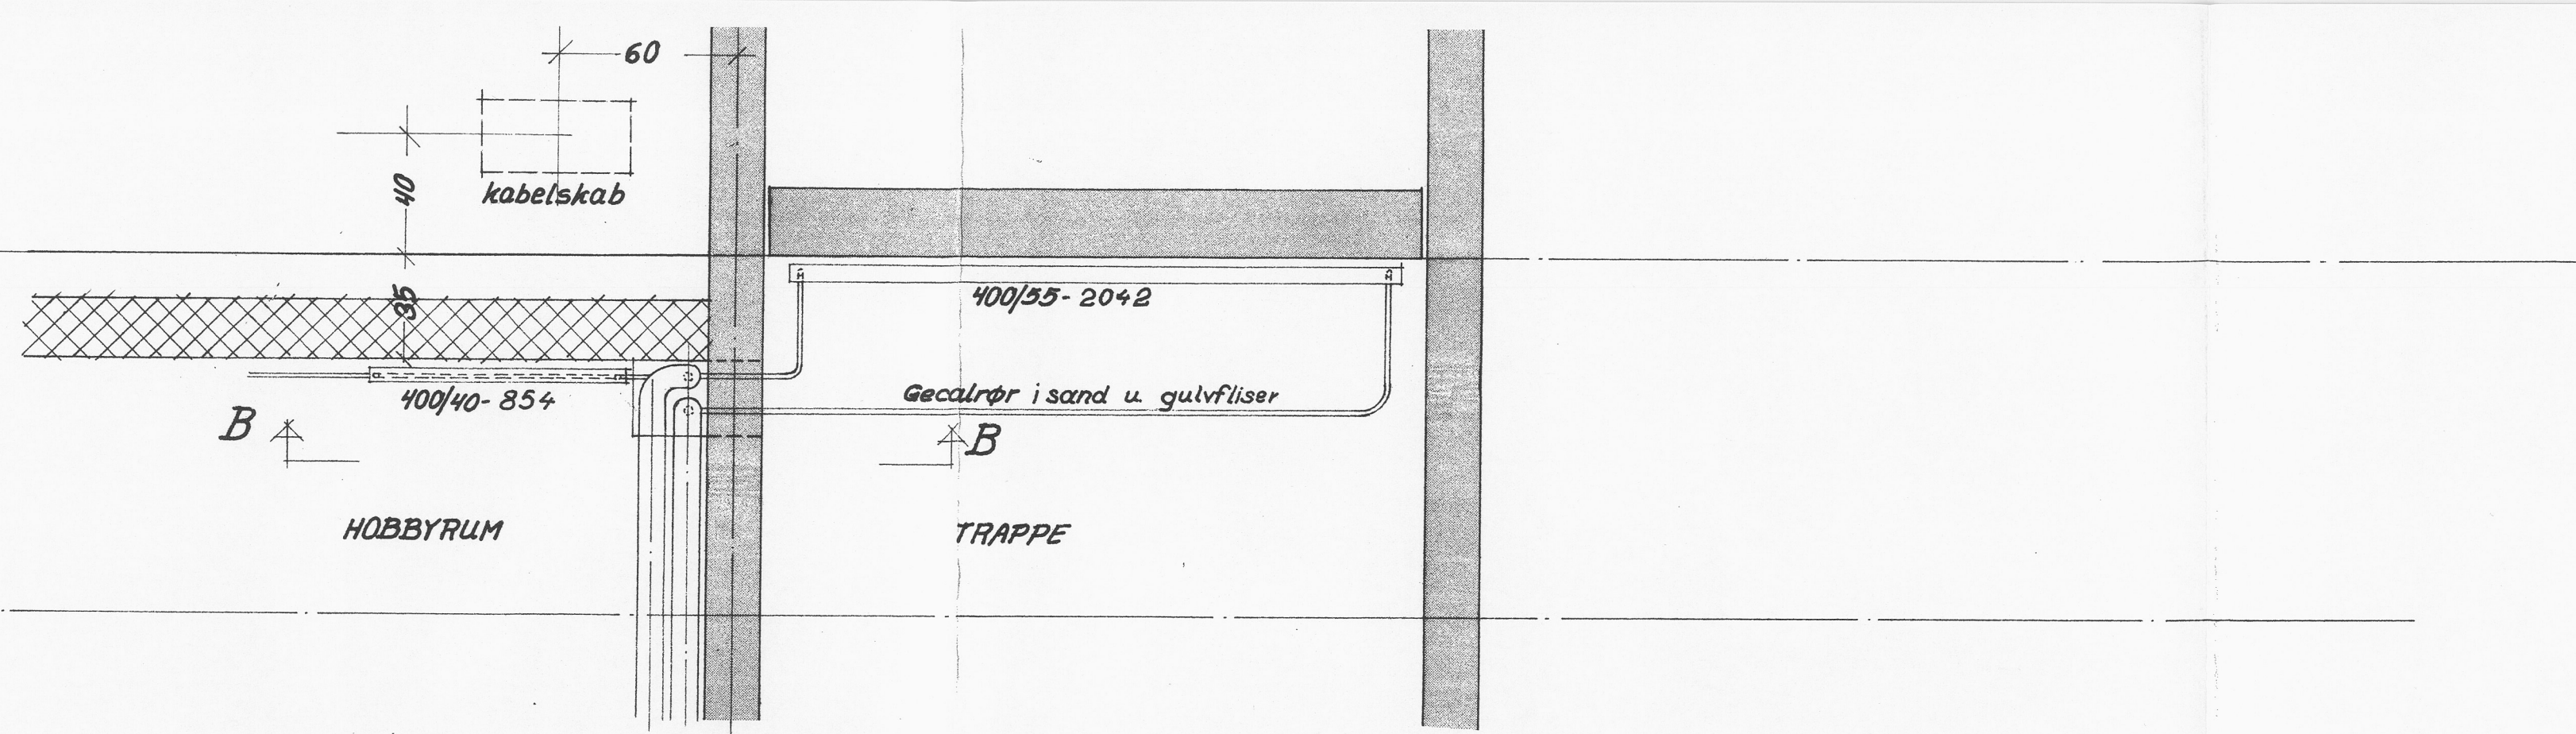 60
40
kabelskab
35
400/55-2042
400/40-854
Gecalrør i sand u. gulvfliser
B
B
HOBBYRUM
TRAPPE